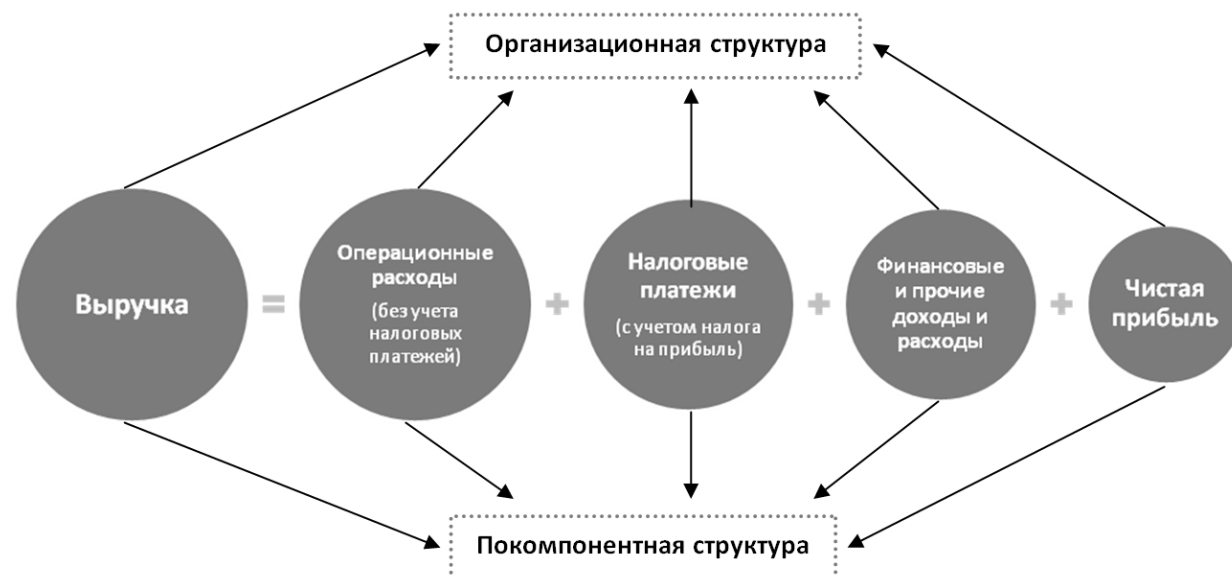 Организационная структура
Выручка
=
Операционные
расходы
(без учета
налоговых
платежей)
+
Налоговые
платежи
(с учетом налога
на прибыль)
+
Финансовые
и прочие
доходы и
расходы
+
Чистая
прибыль
Покомпонентная структура